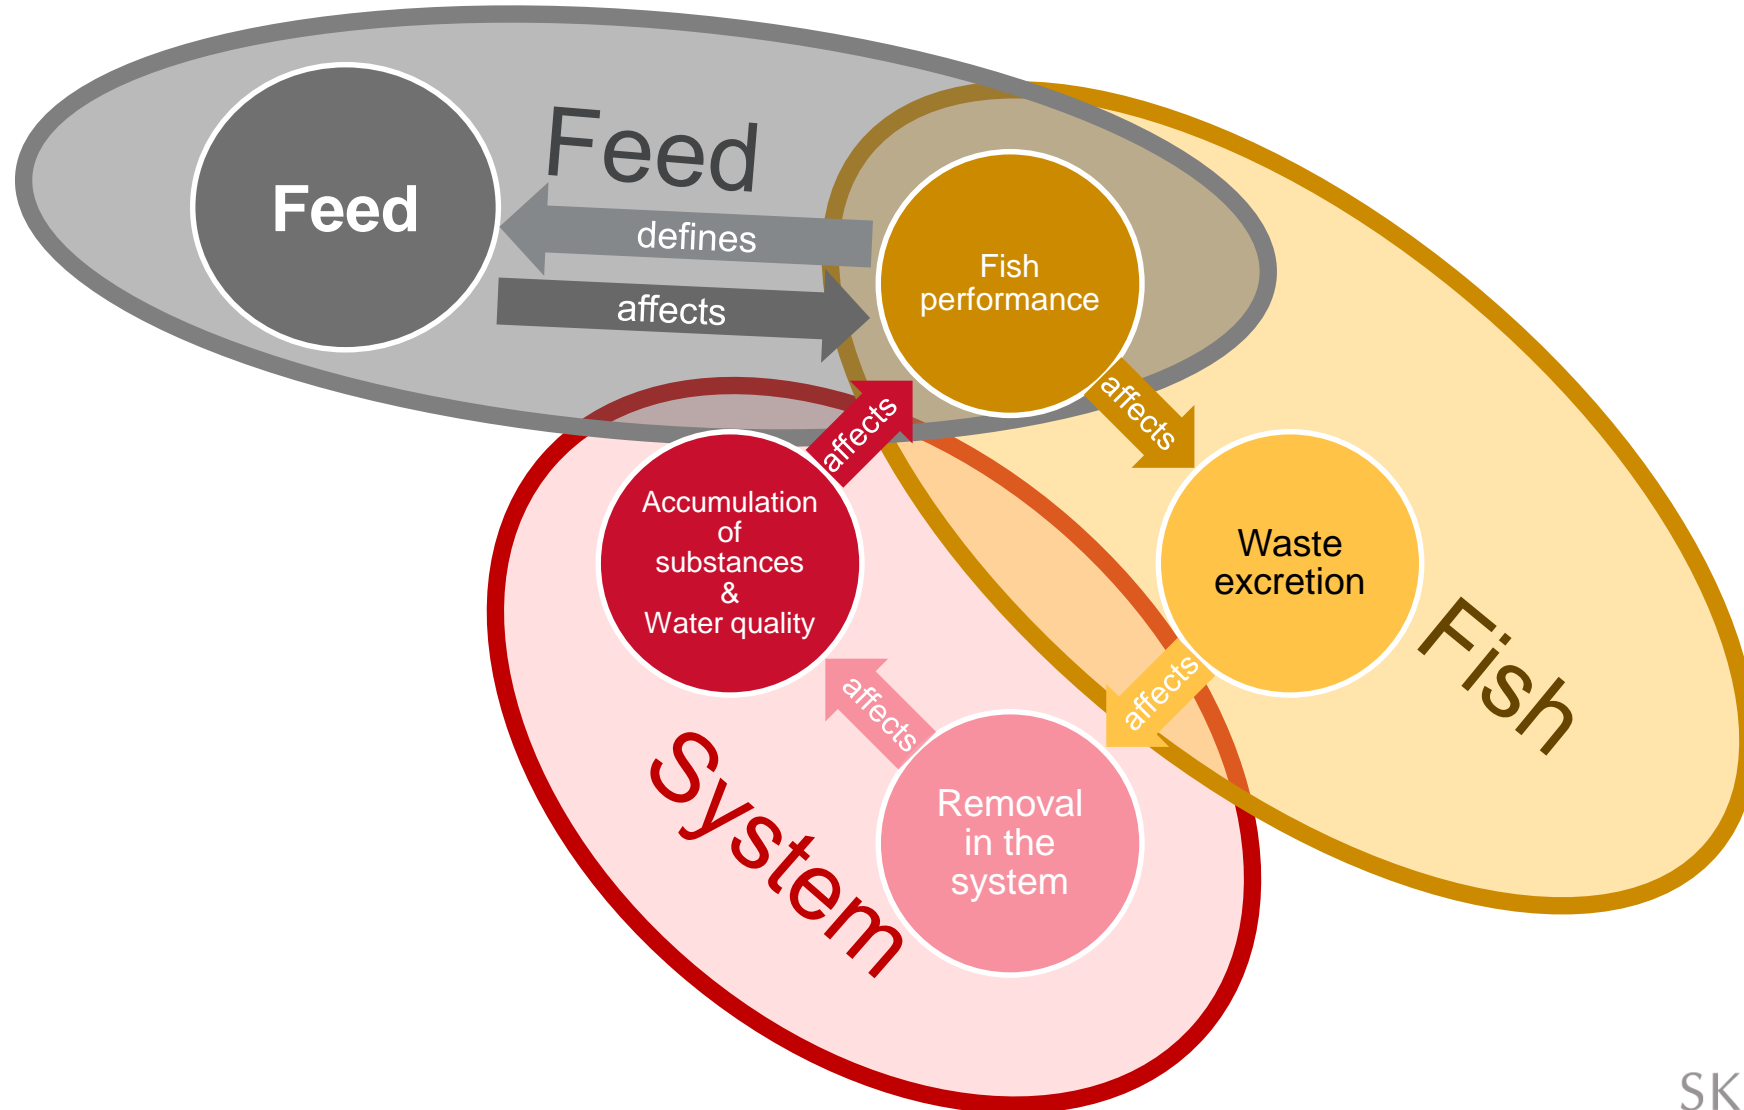 Feed
Feed
defines
affects
Fish
performance
affects
affects
Accumulation
of
substances
&
Water quality
Waste
excretion
Fish
affects
affects
System
Removal
in the
system
SK